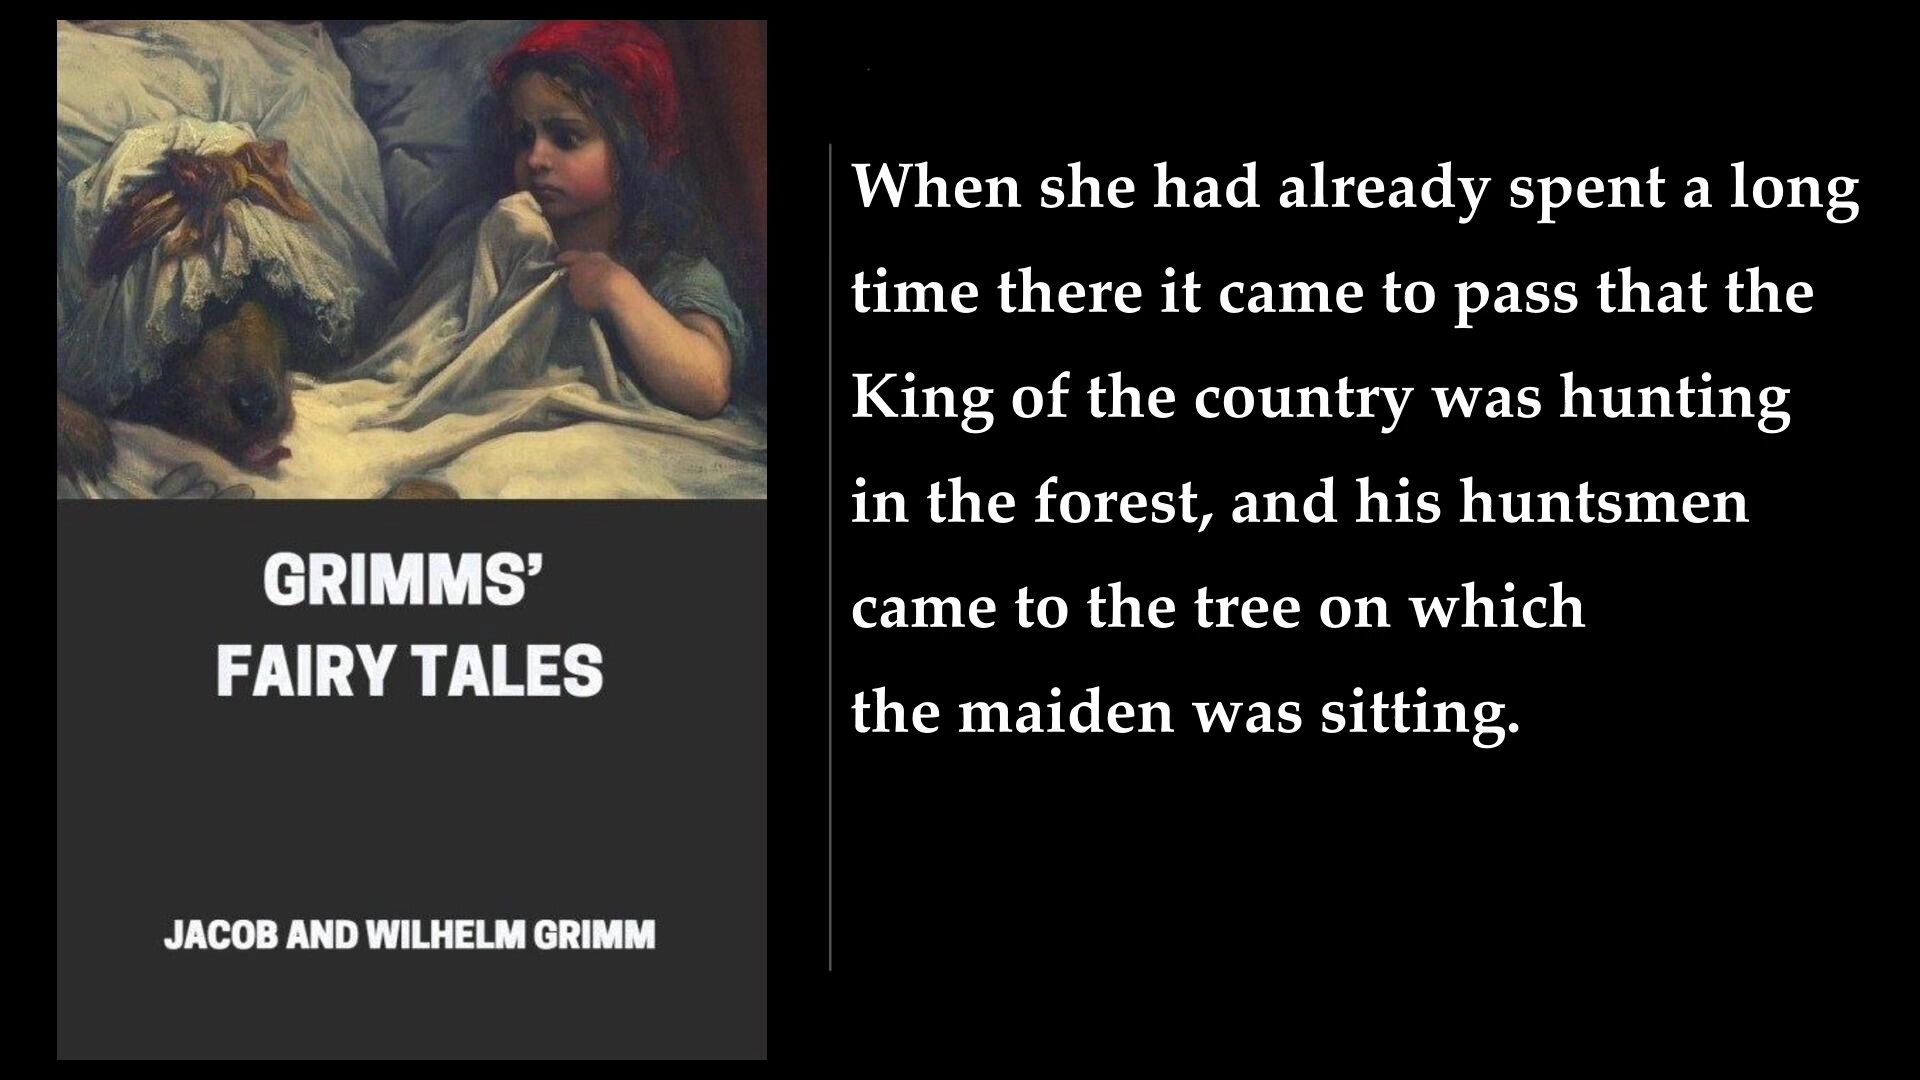 GRIMMS’
FAIRY TALES
JACOB AND WILHELM GRIMM
When she had already spent a long
time there it came to pass that the
King of the country was hunting
in the forest, and his huntsmen
came to the tree on which
the maiden was sitting.